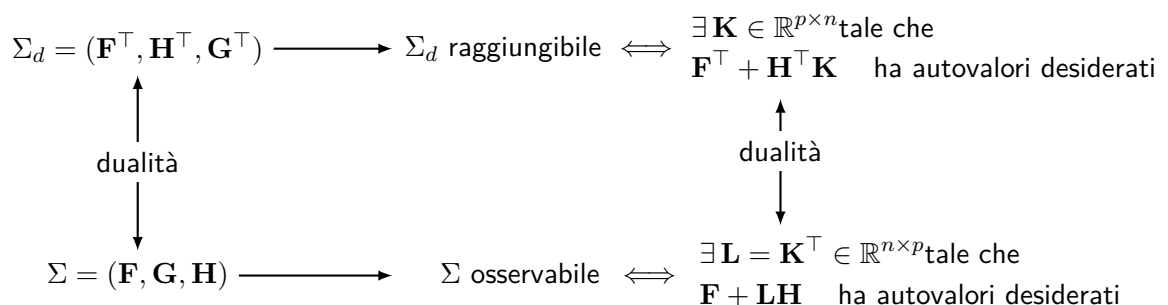 Σ_d = (F^⊤, H^⊤, G^⊤) ⟶ Σ_d raggiungibile ⟺ ∃ K ∈ ℝ^{p×n} tale che
F^⊤ + H^⊤K ha autovalori desiderati
dualità dualità
Σ = (F, G, H) ⟶ Σ osservabile ⟺ ∃ L = K^⊤ ∈ ℝ^{n×p} tale che
F + LH ha autovalori desiderati